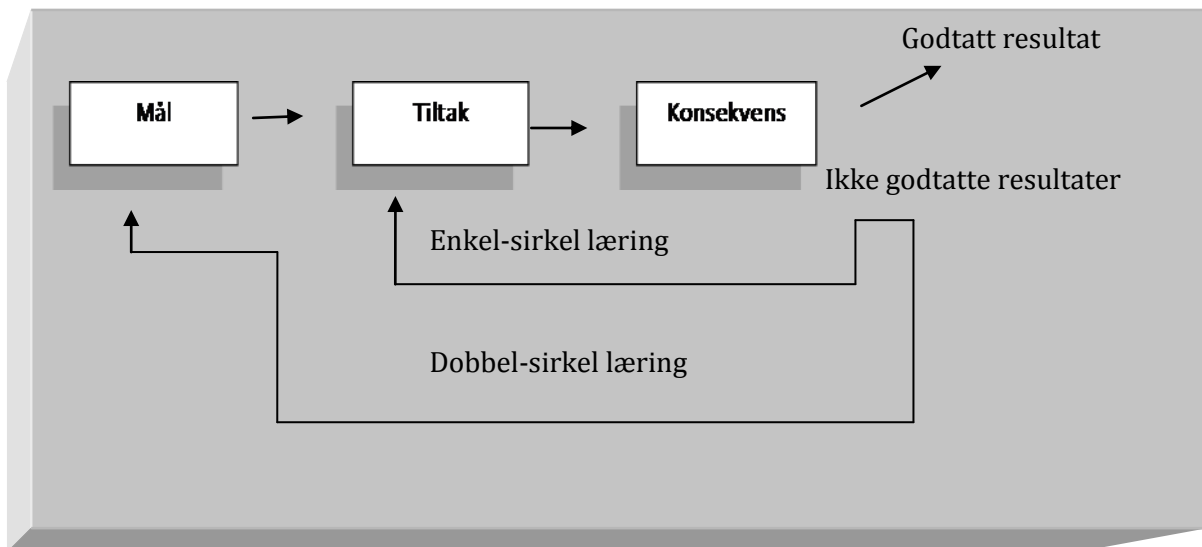 Godtatt resultat
Mål
Tiltak
Konsekvens
Ikke godtatte resultater
Enkel-sirkel læring
Dobbel-sirkel læring